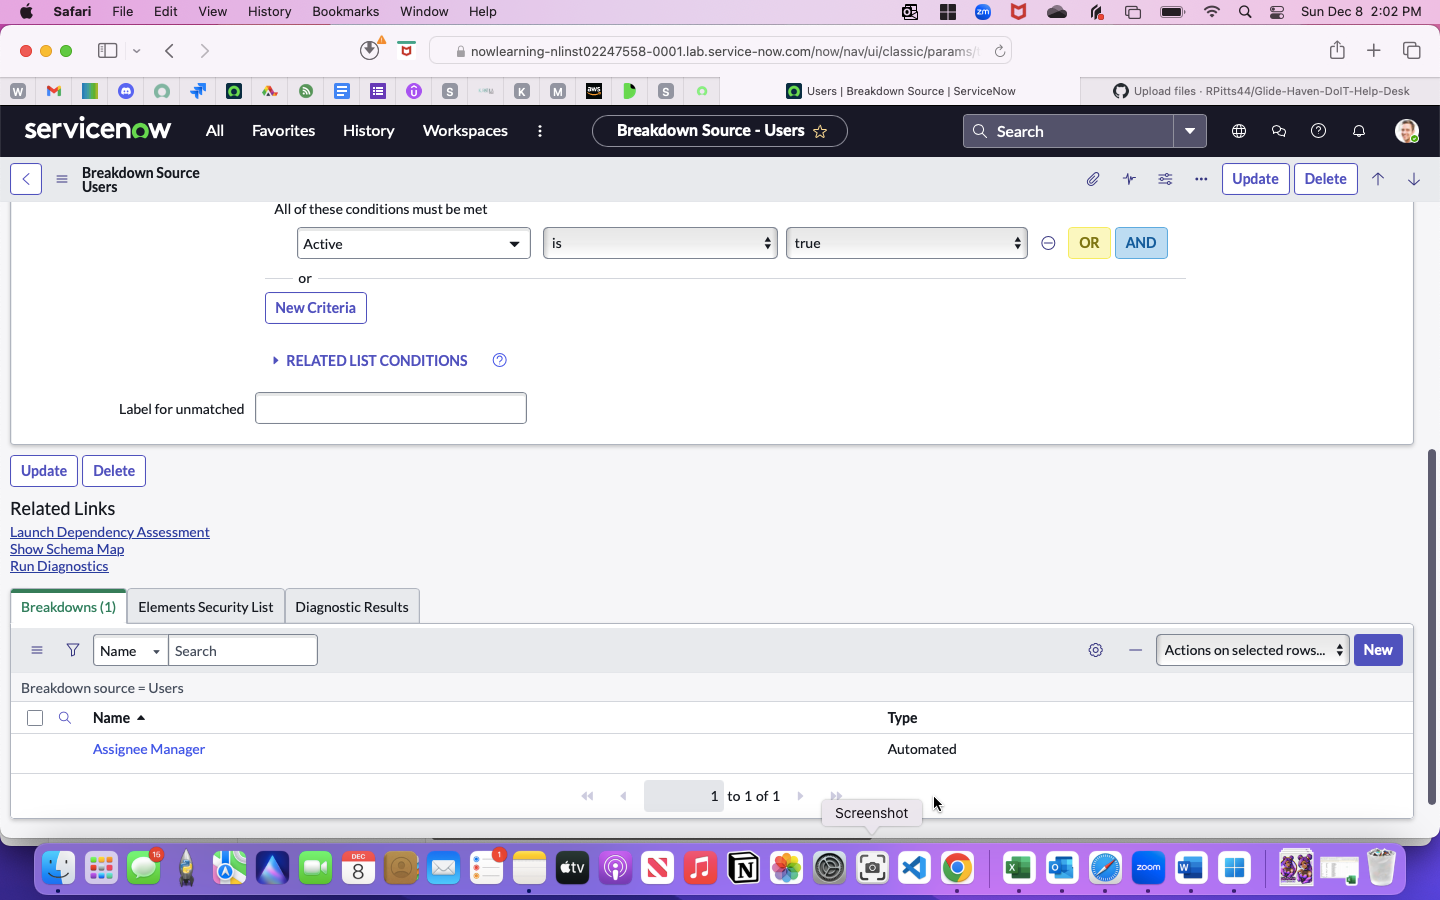 Safari File Edit View History Bookmarks Window Help
Sun Dec 8 2:02 PM
nowlearning-nlinst02247558-0001.lab.service-now.com/now/nav/ui/classic/params/
Users | Breakdown Source | ServiceNow
Upload files · RPitts44/Glide-Haven-DoIT-Help-Desk
servicenow All Favorites History Workspaces
Breakdown Source - Users
Search
Breakdown Source
Users
Update Delete
All of these conditions must be met
Active is true OR AND
or
New Criteria
RELATED LIST CONDITIONS
Label for unmatched
Update Delete
Related Links
Launch Dependency Assessment
Show Schema Map
Run Diagnostics
Breakdowns (1) Elements Security List Diagnostic Results
Name Search Actions on selected rows... New
Breakdown source = Users
Name Type
Assignee Manager Automated
1 to 1 of 1
Screenshot
15
DEC
8
1
tv
zoom